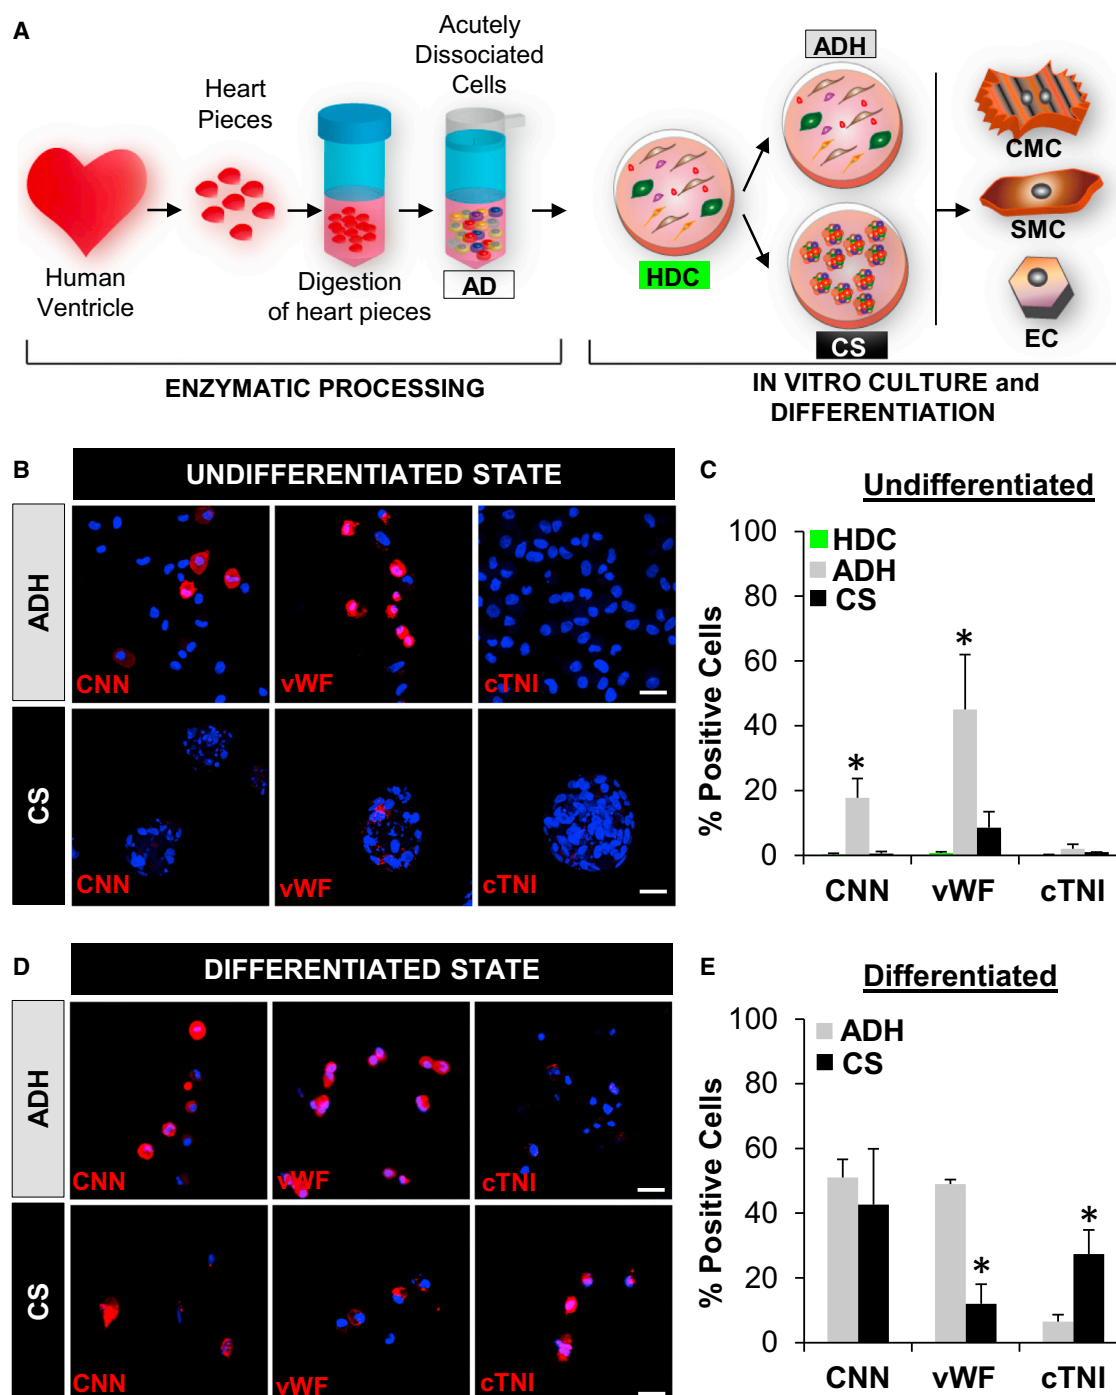 A
Heart
Pieces
Acutely
Dissociated
Cells
Human
Ventricle
Digestion
of heart pieces
AD
HDC
ADH
CS
CMC
SMC
EC
ENZYMATIC PROCESSING
IN VITRO CULTURE and
DIFFERENTIATION
B
UNDIFFERENTIATED STATE
ADH
CNN
vWF
cTNI
CS
CNN
vWF
cTNI
C
Undifferentiated
HDC
ADH
CS
% Positive Cells
100
80
60
40
20
0
*
*
CNN
vWF
cTNI
D
DIFFERENTIATED STATE
ADH
CNN
vWF
cTNI
CS
CNN
vWF
cTNI
E
Differentiated
ADH
CS
% Positive Cells
100
80
60
40
20
0
*
*
CNN
vWF
cTNI